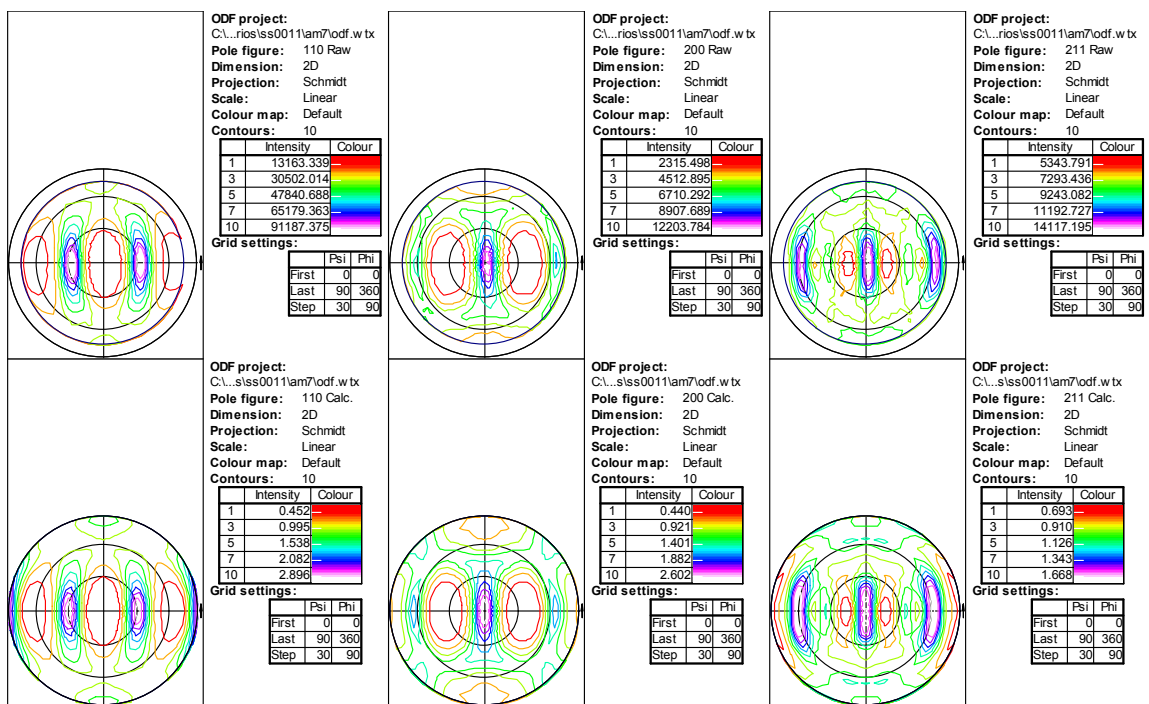 ODF project:
C:\...rios\ss0011\am7\odf.wtx
Pole figure: 110 Raw
Dimension: 2D
Projection: Schmidt
Scale: Linear
Colour map: Default
Contours: 10
Intensity Colour
1 13163.339
3 30502.014
5 47840.688
7 65179.363
10 91187.375
Grid settings:
Psi Phi
First 0 0
Last 90 360
Step 30 90
ODF project:
C:\...rios\ss0011\am7\odf.wtx
Pole figure: 200 Raw
Dimension: 2D
Projection: Schmidt
Scale: Linear
Colour map: Default
Contours: 10
Intensity Colour
1 2315.498
3 4512.895
5 6710.292
7 8907.689
10 12203.784
Grid settings:
Psi Phi
First 0 0
Last 90 360
Step 30 90
ODF project:
C:\...rios\ss0011\am7\odf.wtx
Pole figure: 211 Raw
Dimension: 2D
Projection: Schmidt
Scale: Linear
Colour map: Default
Contours: 10
Intensity Colour
1 5343.791
3 7293.436
5 9243.082
7 11192.727
10 14117.195
Grid settings:
Psi Phi
First 0 0
Last 90 360
Step 30 90
ODF project:
C:\...s\ss0011\am7\odf.wtx
Pole figure: 110 Calc.
Dimension: 2D
Projection: Schmidt
Scale: Linear
Colour map: Default
Contours: 10
Intensity Colour
1 0.452
3 0.995
5 1.538
7 2.082
10 2.896
Grid settings:
Psi Phi
First 0 0
Last 90 360
Step 30 90
ODF project:
C:\...s\ss0011\am7\odf.wtx
Pole figure: 200 Calc.
Dimension: 2D
Projection: Schmidt
Scale: Linear
Colour map: Default
Contours: 10
Intensity Colour
1 0.440
3 0.921
5 1.401
7 1.882
10 2.602
Grid settings:
Psi Phi
First 0 0
Last 90 360
Step 30 90
ODF project:
C:\...s\ss0011\am7\odf.wtx
Pole figure: 211 Calc.
Dimension: 2D
Projection: Schmidt
Scale: Linear
Colour map: Default
Contours: 10
Intensity Colour
1 0.693
3 0.910
5 1.126
7 1.343
10 1.668
Grid settings:
Psi Phi
First 0 0
Last 90 360
Step 30 90